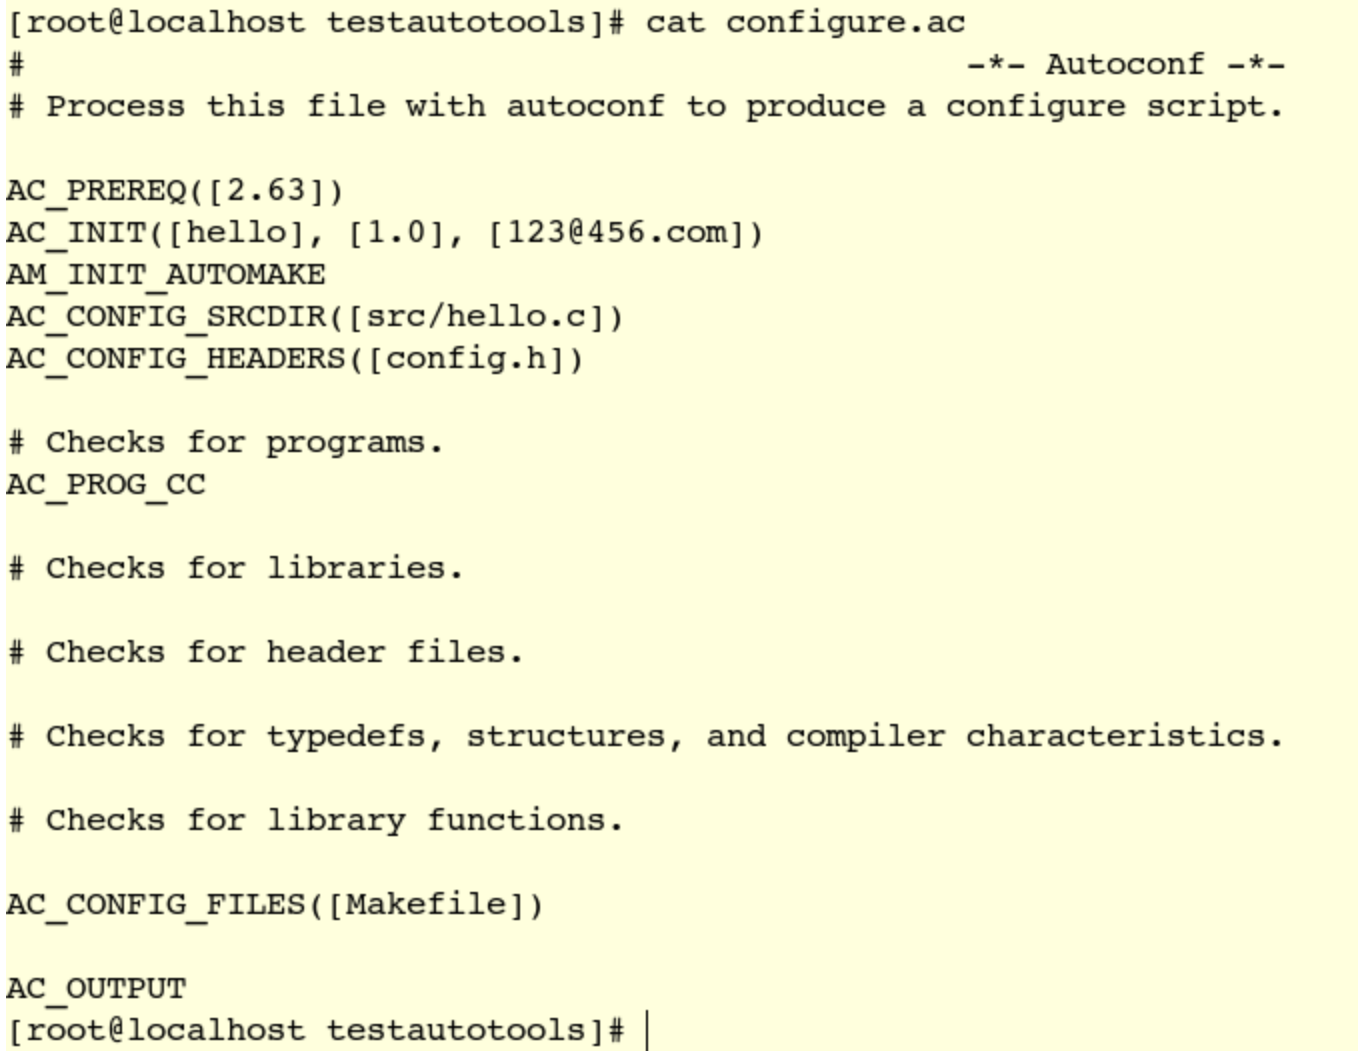 [root@localhost testautotools]# cat configure.ac
#                                               -*- Autoconf -*-
# Process this file with autoconf to produce a configure script.

AC_PREREQ([2.63])
AC_INIT([hello], [1.0], [123@456.com])
AM_INIT_AUTOMAKE
AC_CONFIG_SRCDIR([src/hello.c])
AC_CONFIG_HEADERS([config.h])

# Checks for programs.
AC_PROG_CC

# Checks for libraries.

# Checks for header files.

# Checks for typedefs, structures, and compiler characteristics.

# Checks for library functions.

AC_CONFIG_FILES([Makefile])

AC_OUTPUT
[root@localhost testautotools]#